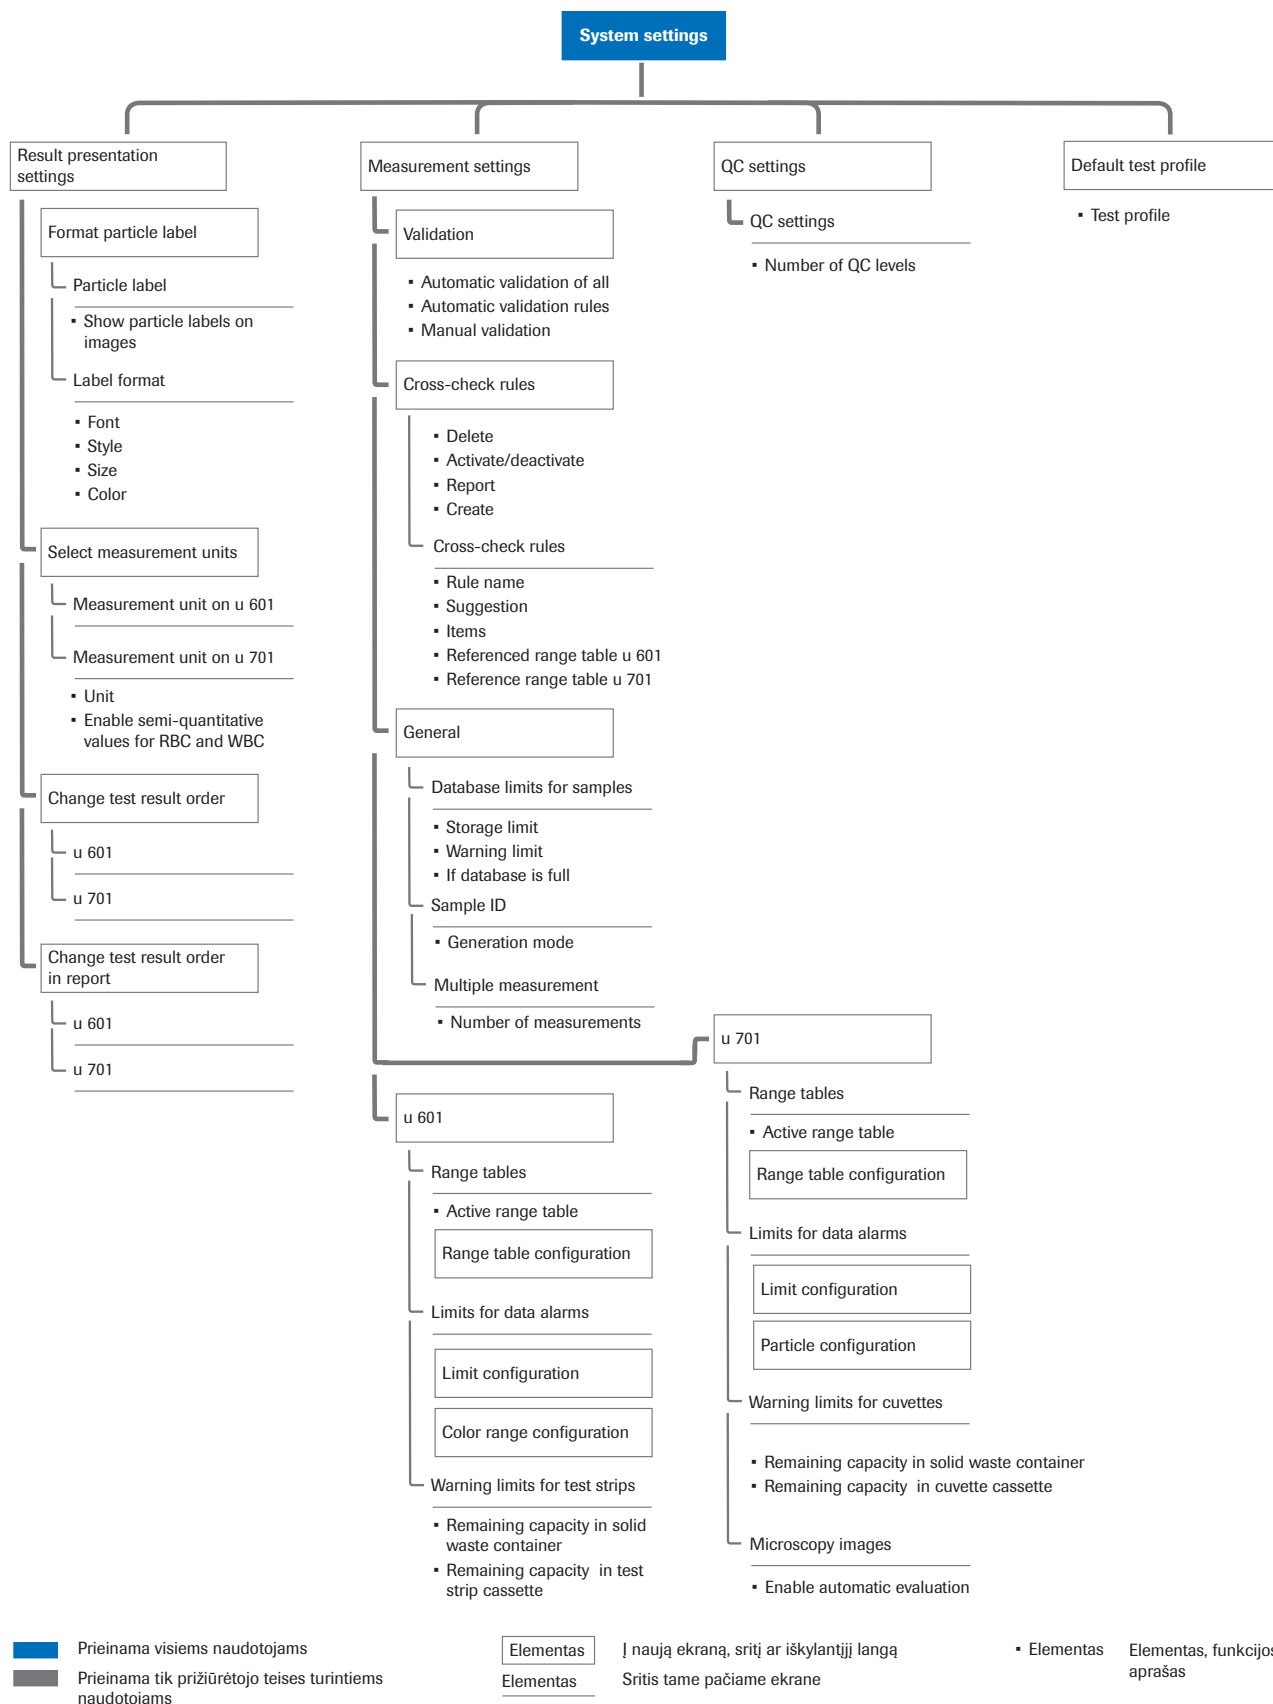 System settings
Result presentation
settings
Format particle label
Particle label
▪ Show particle labels on
images
Label format
▪ Font
▪ Style
▪ Size
▪ Color
Select measurement units
Measurement unit on u 601
Measurement unit on u 701
▪ Unit
▪ Enable semi-quantitative
values for RBC and WBC
Change test result order
u 601
u 701
Change test result order
in report
u 601
u 701
Measurement settings
Validation
▪ Automatic validation of all
▪ Automatic validation rules
▪ Manual validation
Cross-check rules
▪ Delete
▪ Activate/deactivate
▪ Report
▪ Create
Cross-check rules
▪ Rule name
▪ Suggestion
▪ Items
▪ Referenced range table u 601
▪ Reference range table u 701
General
Database limits for samples
▪ Storage limit
▪ Warning limit
▪ If database is full
Sample ID
▪ Generation mode
Multiple measurement
▪ Number of measurements
u 601
Range tables
▪ Active range table
Range table configuration
Limits for data alarms
Limit configuration
Color range configuration
Warning limits for test strips
▪ Remaining capacity in solid
waste container
▪ Remaining capacity in test
strip cassette
u 701
Range tables
▪ Active range table
Range table configuration
Limits for data alarms
Limit configuration
Particle configuration
Warning limits for cuvettes
▪ Remaining capacity in solid waste container
▪ Remaining capacity in cuvette cassette
Microscopy images
▪ Enable automatic evaluation
QC settings
QC settings
▪ Number of QC levels
Default test profile
▪ Test profile
Prieinama visiems naudotojams
Prieinama tik prižiūrėtojo teises turintiems
naudotojams
Elementas Į naują ekraną, sritį ar iškylantįjį langą
Elementas Sritis tame pačiame ekrane
▪ Elementas Elementas, funkcijos
aprašas